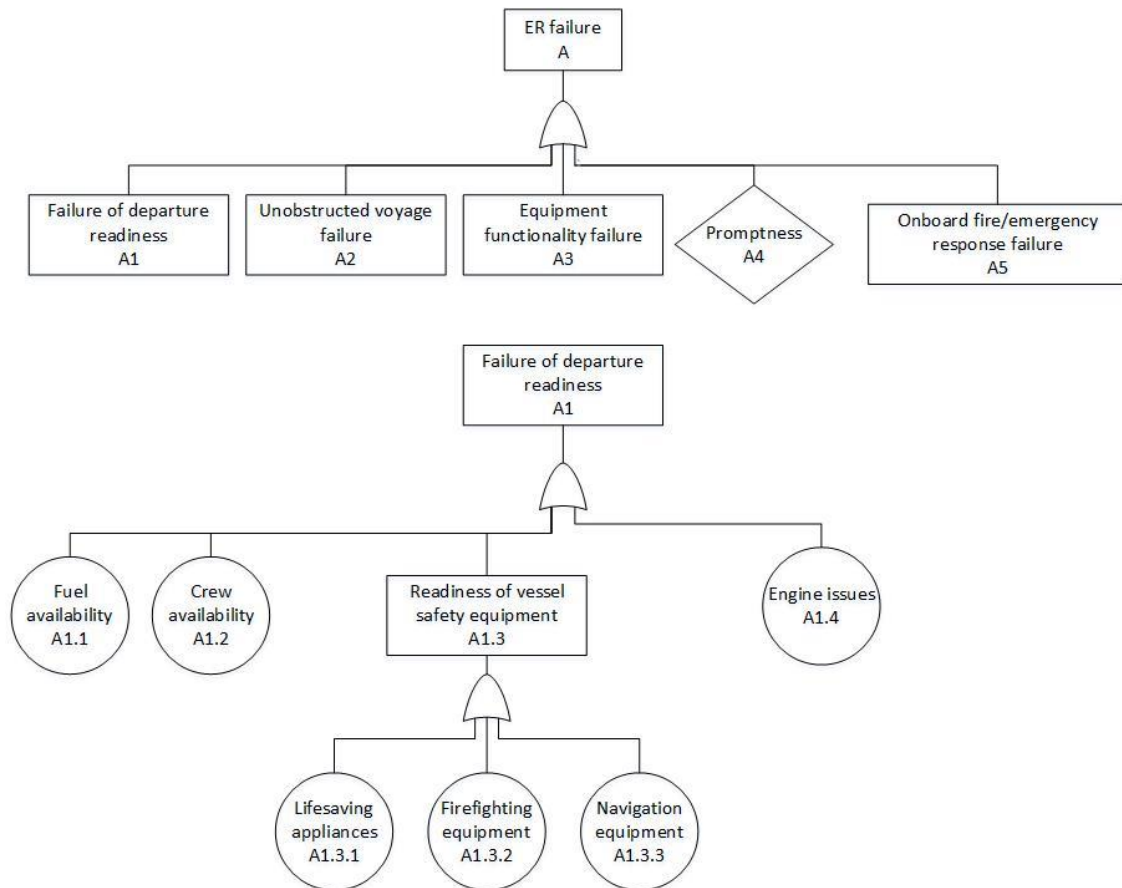 ER failure
A
Failure of departure
readiness
A1
Unobstructed voyage
failure
A2
Equipment
functionality failure
A3
Promptness
A4
Onboard fire/emergency
response failure
A5
Failure of departure
readiness
A1
Fuel
availability
A1.1
Crew
availability
A1.2
Readiness of vessel
safety equipment
A1.3
Engine issues
A1.4
Lifesaving
appliances
A1.3.1
Firefighting
equipment
A1.3.2
Navigation
equipment
A1.3.3